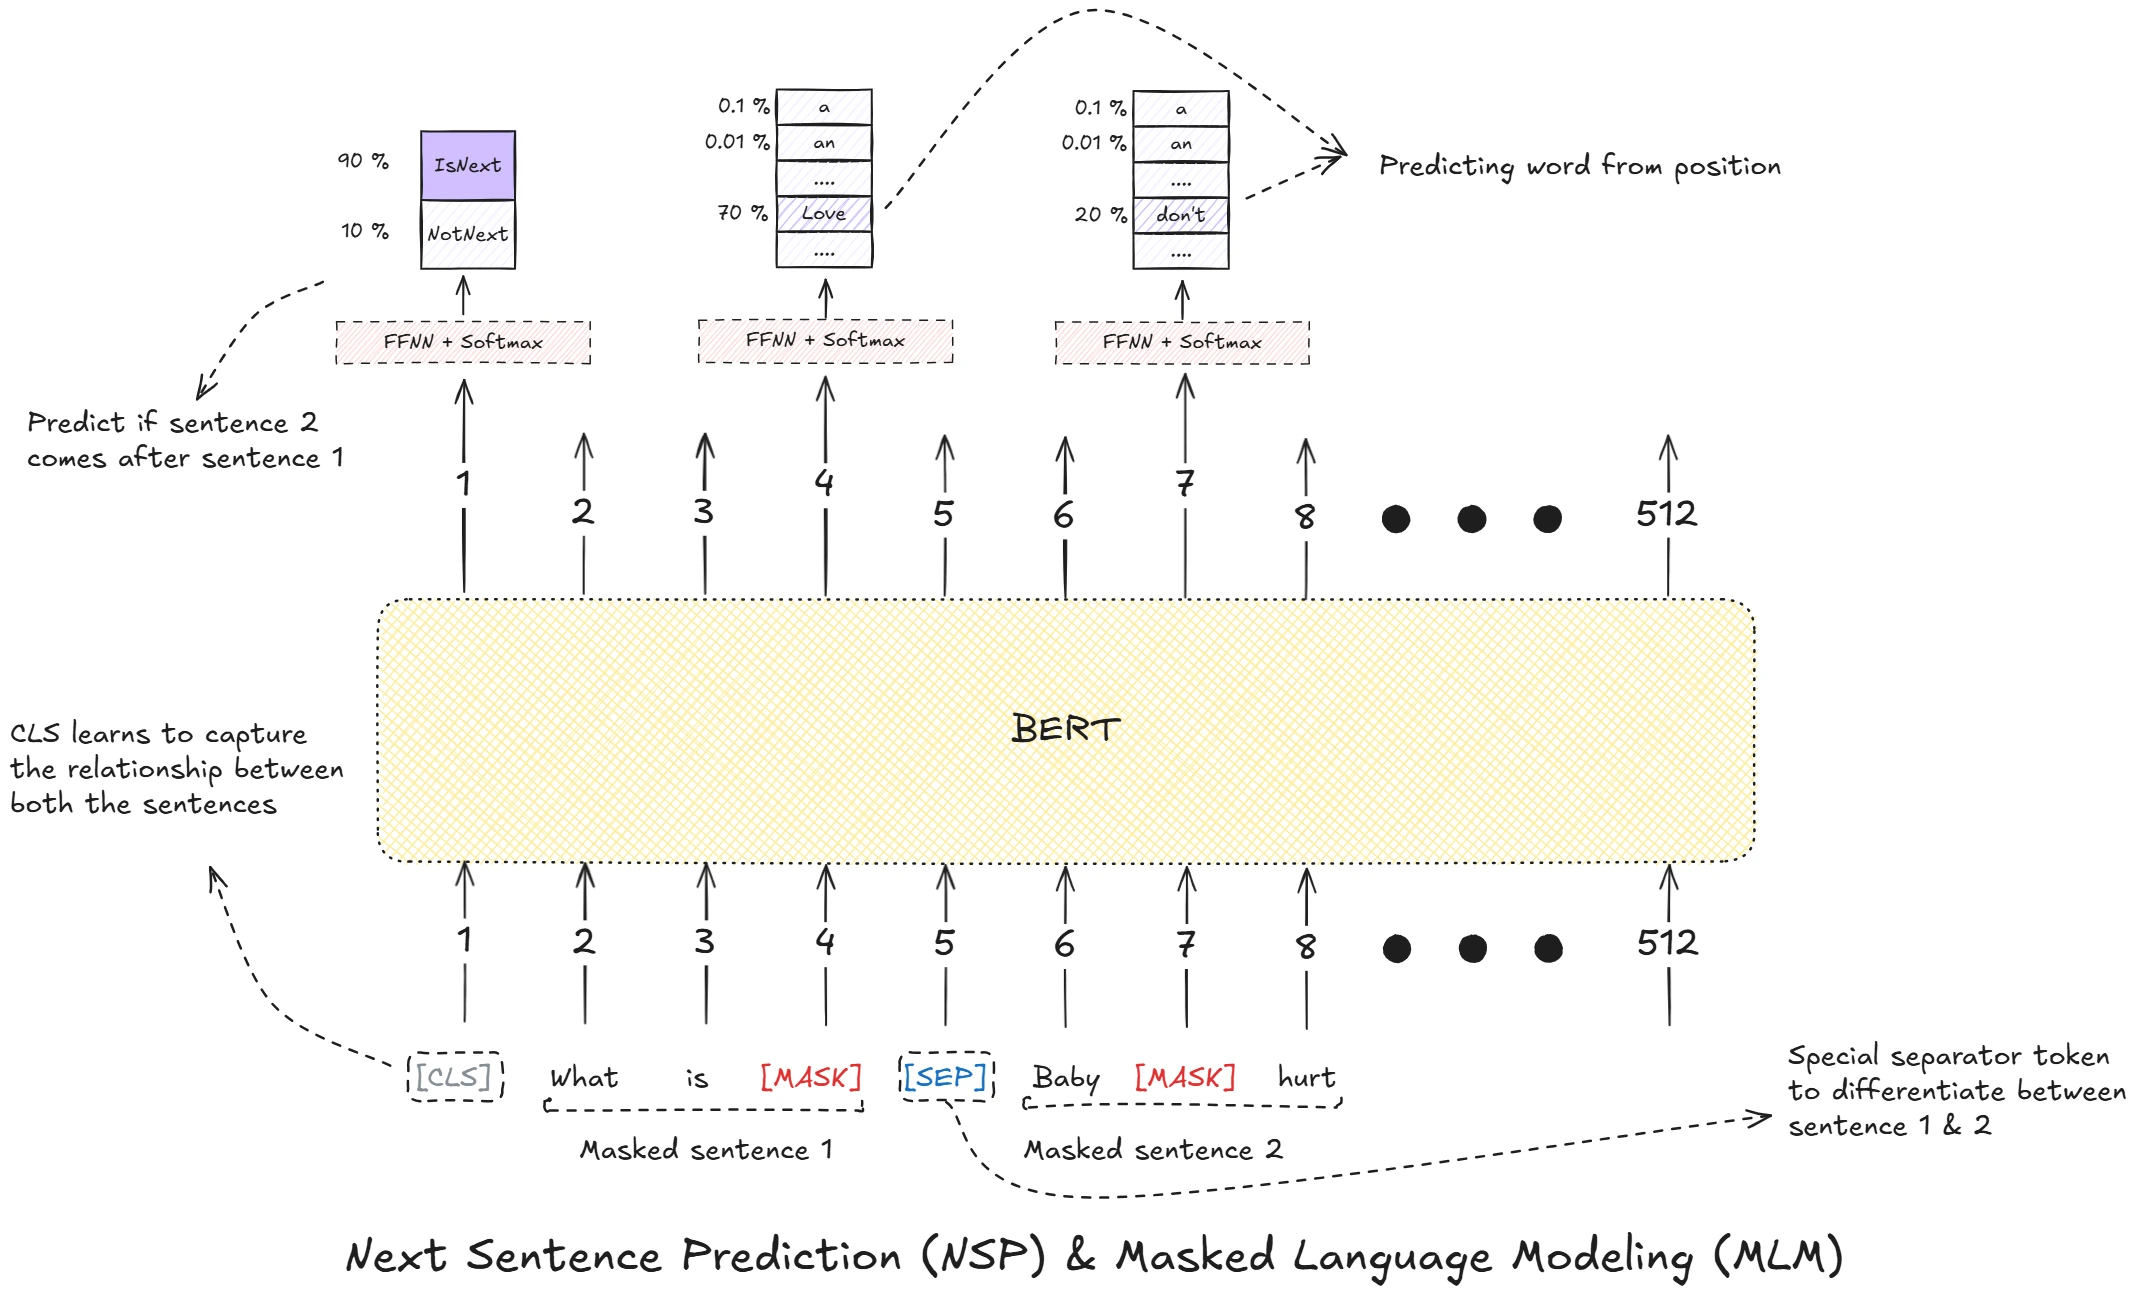 0.1 % a
0.01 % an
....
70 % Love
....
0.1 % a
0.01 % an
....
20 % don't
....
90 % IsNext
10 % NotNext
Predicting word from position
FFNN + Softmax
FFNN + Softmax
FFNN + Softmax
Predict if sentence 2
comes after sentence 1
1 2 3 4 5 6 7 8 512
BERT
CLS learns to capture
the relationship between
both the sentences
1 2 3 4 5 6 7 8 512
[CLS] What is [MASK] [SEP] Baby [MASK] hurt
Masked sentence 1
Masked sentence 2
Special separator token
to differentiate between
sentence 1 & 2
Next Sentence Prediction (NSP) & Masked Language Modeling (MLM)